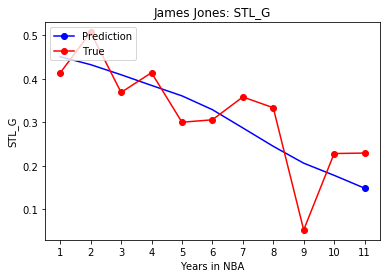 James Jones: STL_G
Prediction
True
0.5
0.4
0.3
0.2
0.1
STL_G
1 2 3 4 5 6 7 8 9 10 11
Years in NBA